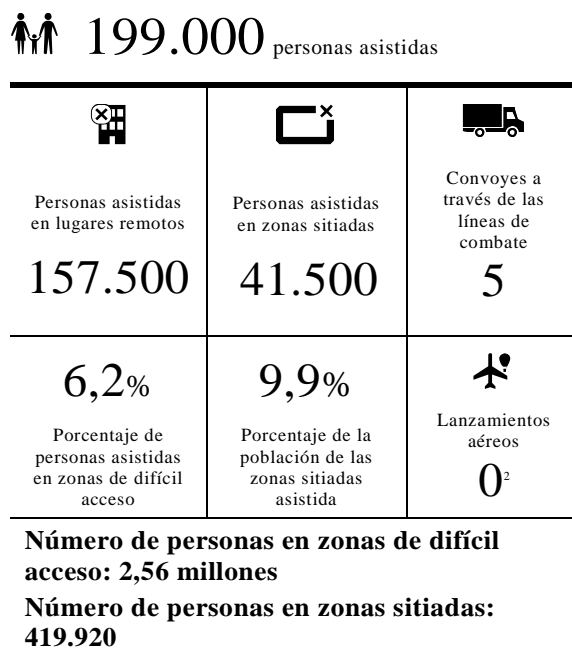 199.000 personas asistidas
Personas asistidas
en lugares remotos
157.500
Personas asistidas
en zonas sitiadas
41.500
Convoyes a
través de las
líneas de
combate
5
6,2%
Porcentaje de
personas asistidas
en zonas de difícil
acceso
9,9%
Porcentaje de la
población de las
zonas sitiadas
asistida
Lanzamientos
aéreos
0²
Número de personas en zonas de difícil
acceso: 2,56 millones
Número de personas en zonas sitiadas:
419.920